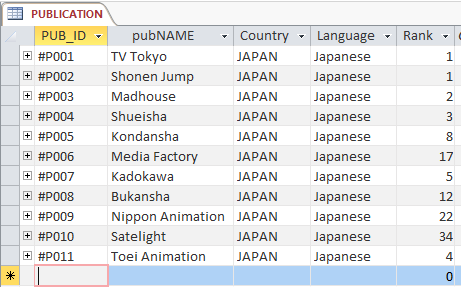 PUBLICATION
PUB_ID pubNAME Country Language Rank
#P001 TV Tokyo JAPAN Japanese 1
#P002 Shonen Jump JAPAN Japanese 1
#P003 Madhouse JAPAN Japanese 2
#P004 Shueisha JAPAN Japanese 3
#P005 Kondansha JAPAN Japanese 8
#P006 Media Factory JAPAN Japanese 17
#P007 Kadokawa JAPAN Japanese 5
#P008 Bukansha JAPAN Japanese 12
#P009 Nippon Animation JAPAN Japanese 22
#P010 Satelight JAPAN Japanese 34
#P011 Toei Animation JAPAN Japanese 4
0